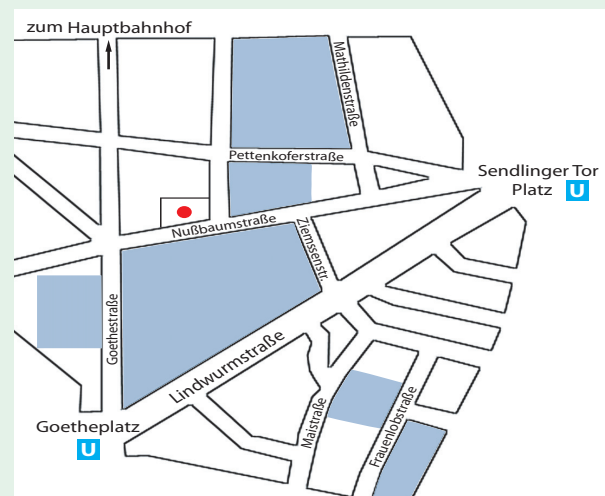 zum Hauptbahnhof
Mathildenstraße
Pettenkoferstraße
Sendlinger Tor
Platz U
Nußbaumstraße
Ziemssenstr.
Goethestraße
Lindwurmstraße
Goetheplatz
U
Maistraße
Frauenlobstraße